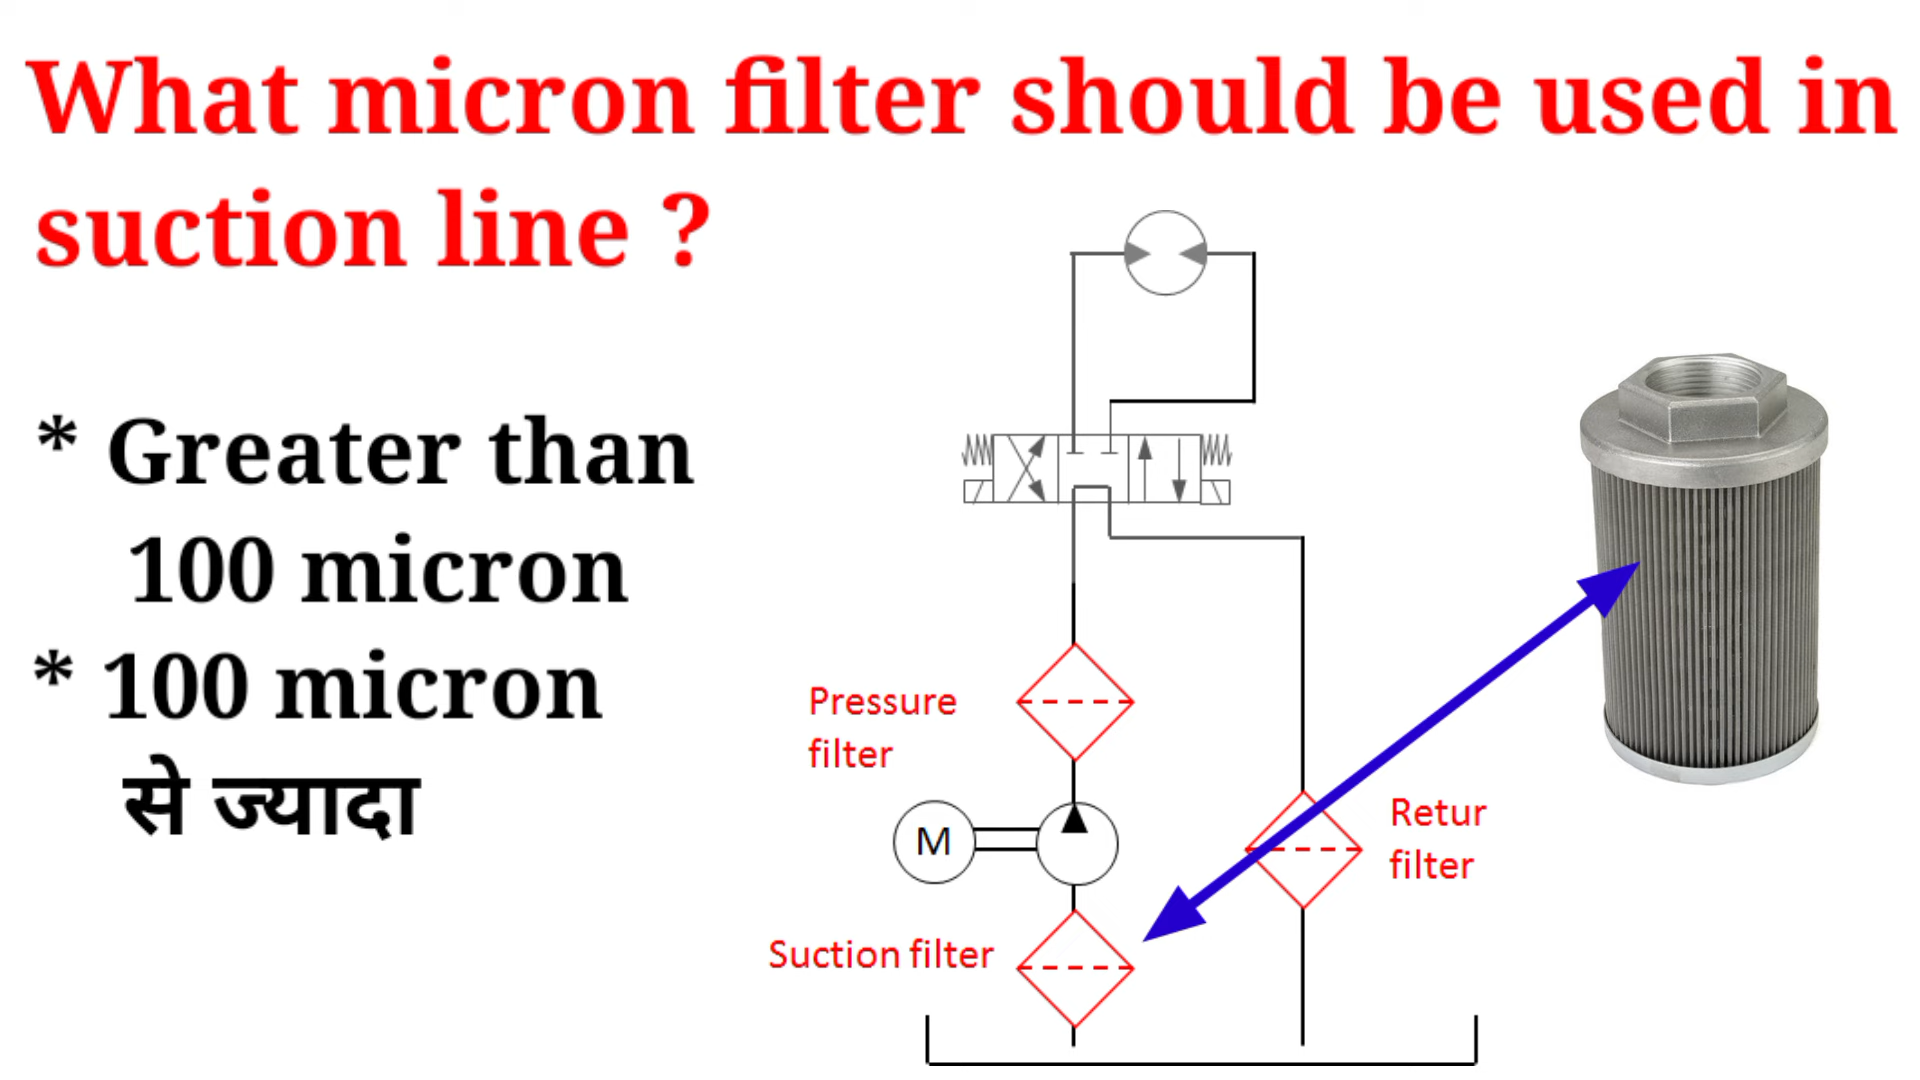 What micron filter should be used in
suction line ?
* Greater than
100 micron
* 100 micron
से ज्यादा
Pressure
filter
M
Retur
filter
Suction filter